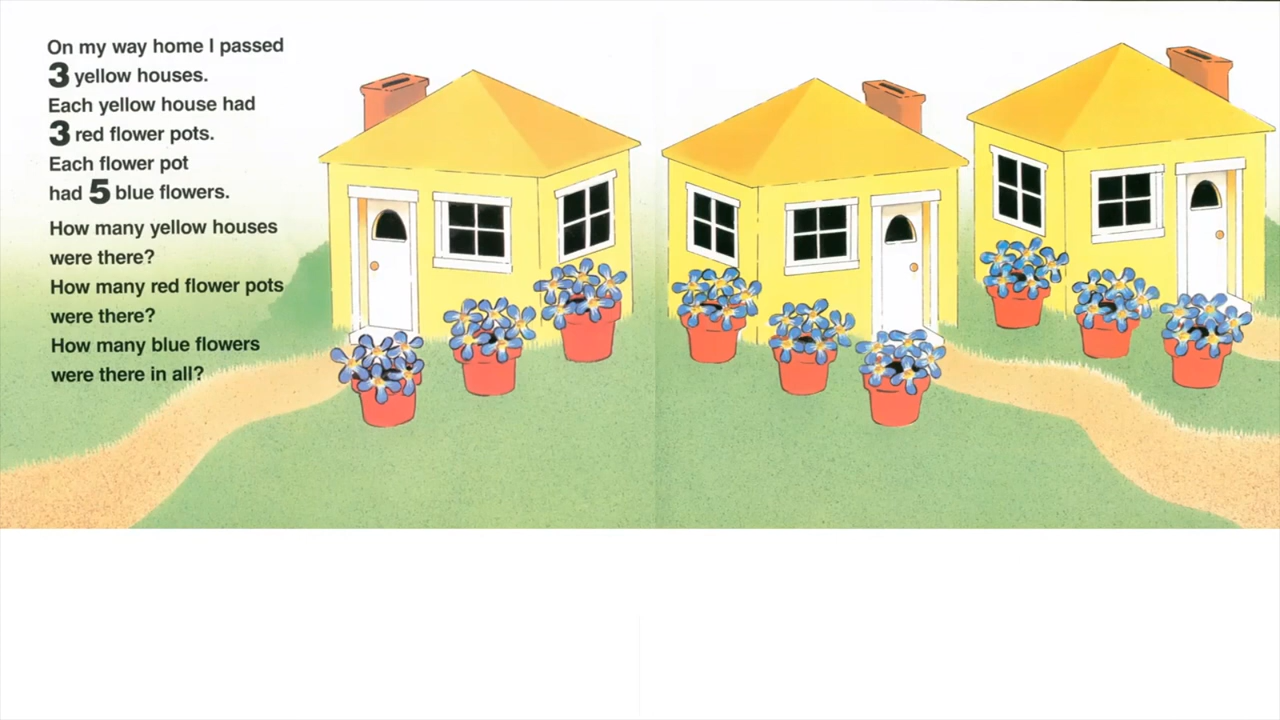 On my way home I passed
3 yellow houses.
Each yellow house had
3 red flower pots.
Each flower pot
had 5 blue flowers.
How many yellow houses
were there?
How many red flower pots
were there?
How many blue flowers
were there in all?